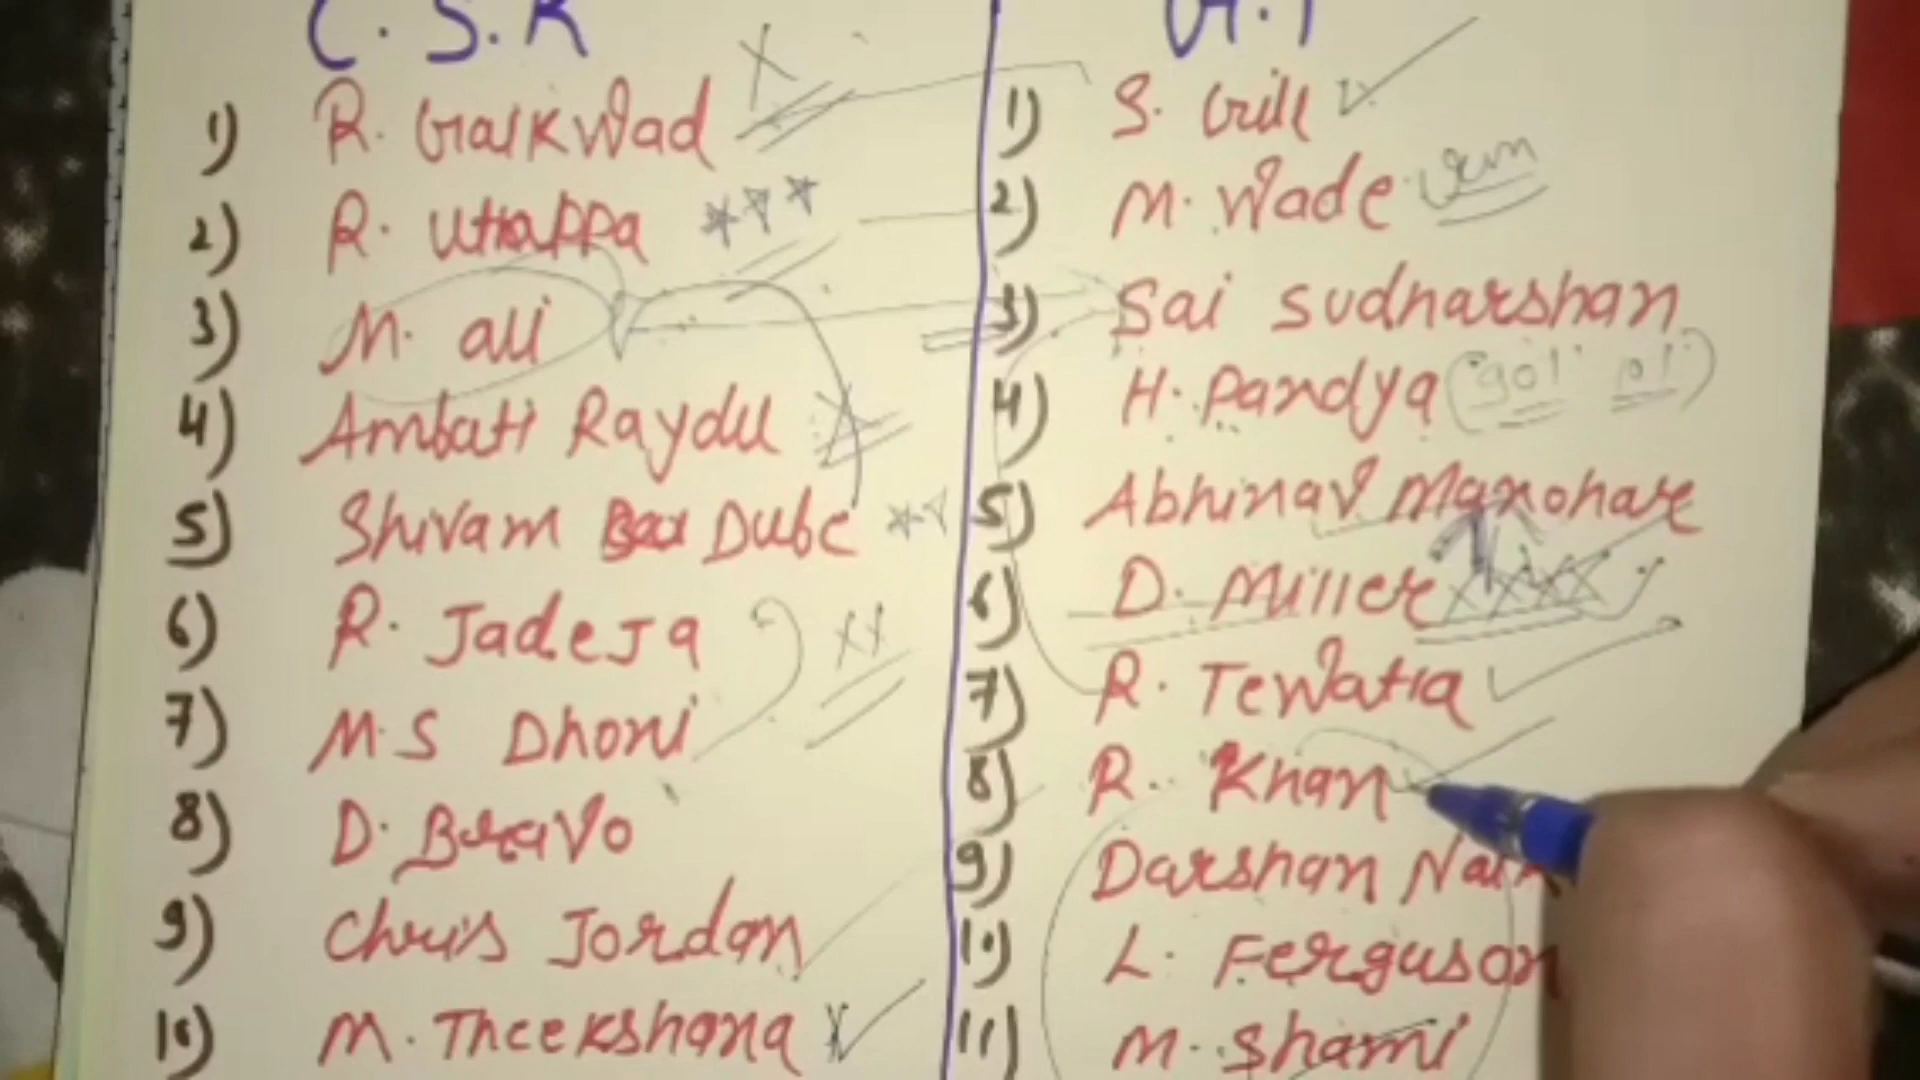 C.S.K
G.T
1) R. Gaikwad
2) R. Uthappa
3) M. ali
4) Ambati Raydu
5) Shivam Dube
6) R. Jadeja
7) M.S Dhoni
8) D. Bravo
9) Chris Jordan
10) M. Theekshana
1) S. Gill
2) M. Wade run
3) Sai Sudharshan
4) H. Pandya
5) Abhinav Manohare
6) D. Miller
7) R. Tewatia
8) R. Khan
9) Darshan
10) L. Ferguson
11) M. Shami